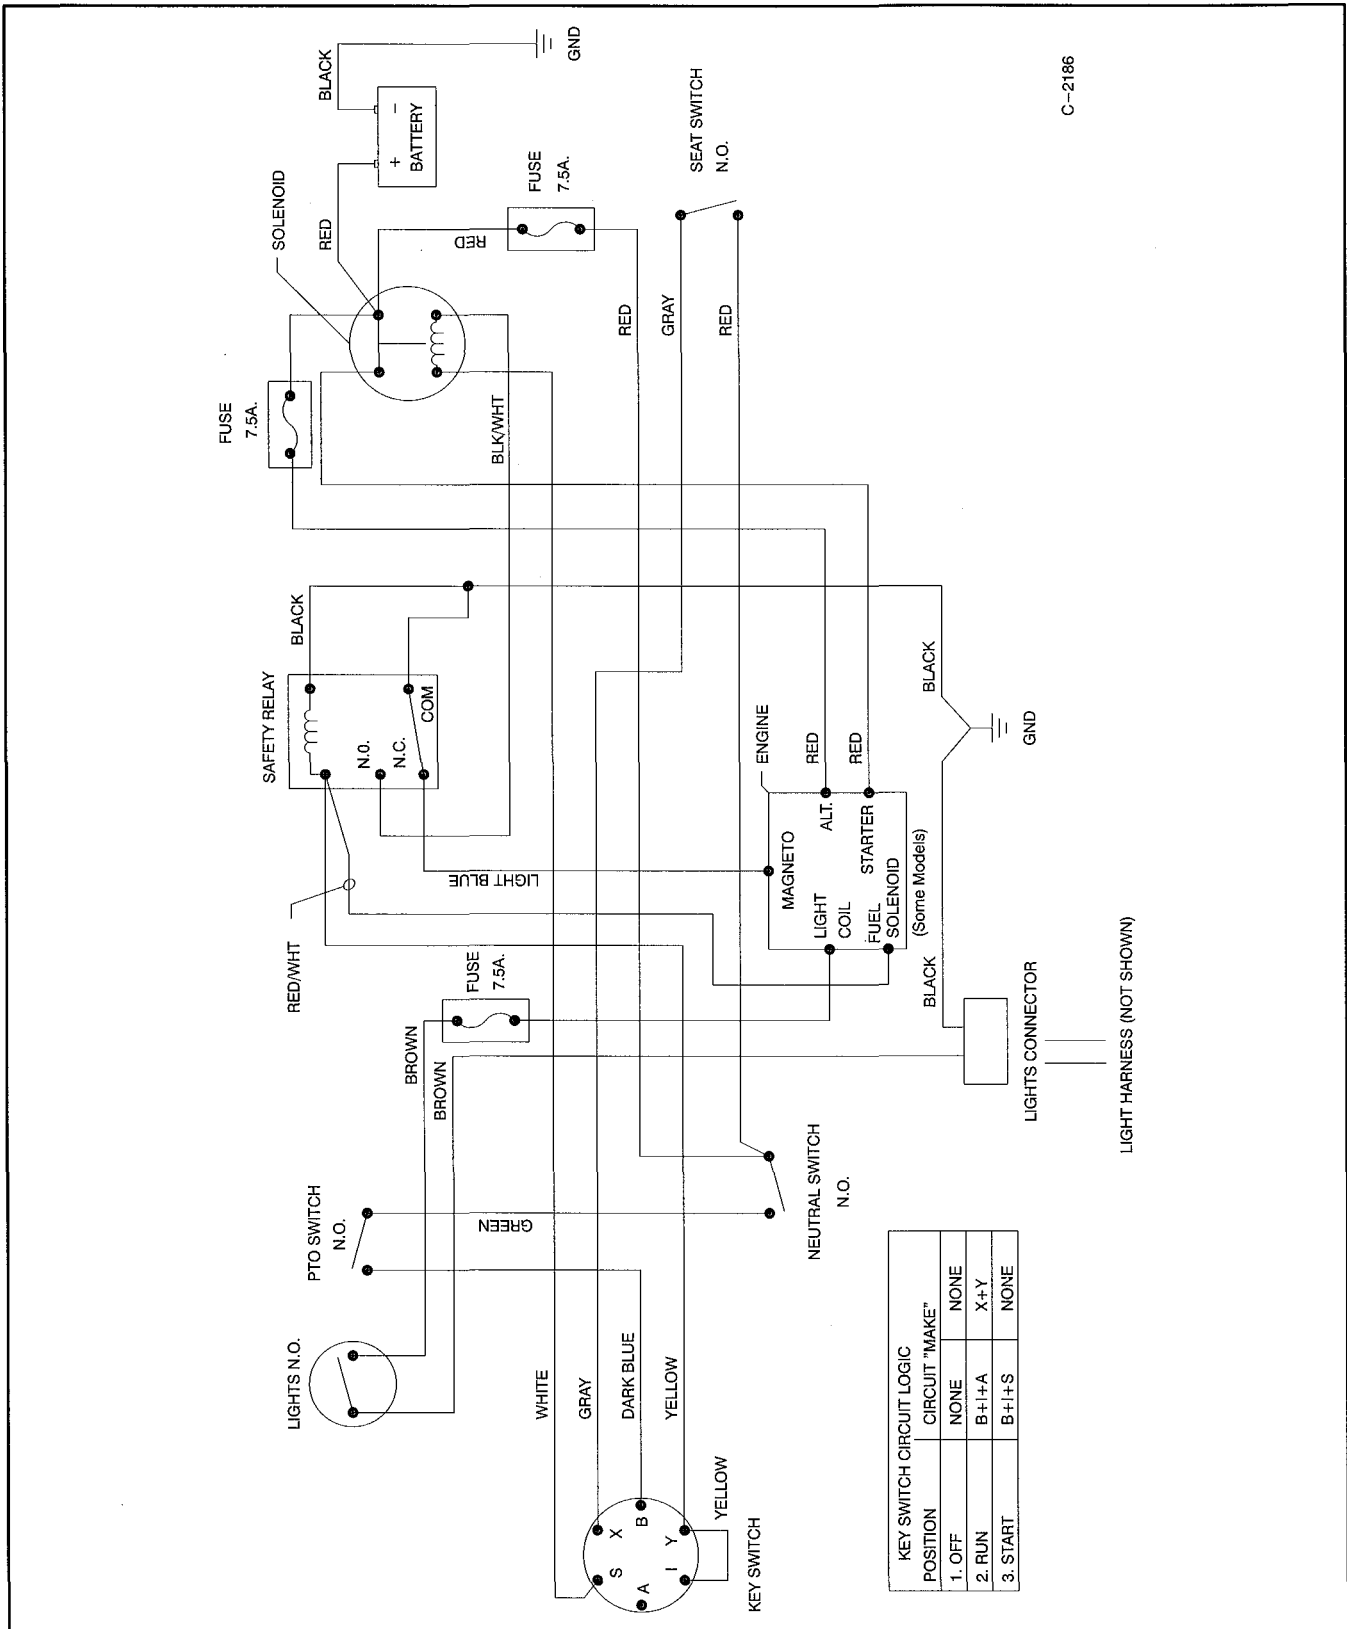 BLACK
GND
+
-
BATTERY
SOLENOID
RED
RED
FUSE
7.5A.
SEAT SWITCH
N.O.
C-2186
FUSE
7.5A.
BLK/WHT
RED
GRAY
RED
BLACK
SAFETY RELAY
N.O.
N.C.
COM
ENGINE
RED
RED
BLACK
GND
MAGNETO
ALT.
LIGHT
COIL
STARTER
FUEL
SOLENOID
(Some Models)
LIGHT BLUE
RED/WHT
FUSE
7.5A.
BROWN
BROWN
BLACK
LIGHTS CONNECTOR
LIGHT HARNESS (NOT SHOWN)
PTO SWITCH
N.O.
GREEN
NEUTRAL SWITCH
N.O.
LIGHTS N.O.
WHITE
GRAY
DARK BLUE
YELLOW
S
X
A
B
I
Y
YELLOW
KEY SWITCH
KEY SWITCH CIRCUIT LOGIC
POSITION CIRCUIT "MAKE"
1. OFF NONE NONE
2. RUN B+I+A X+Y
3. START B+I+S NONE